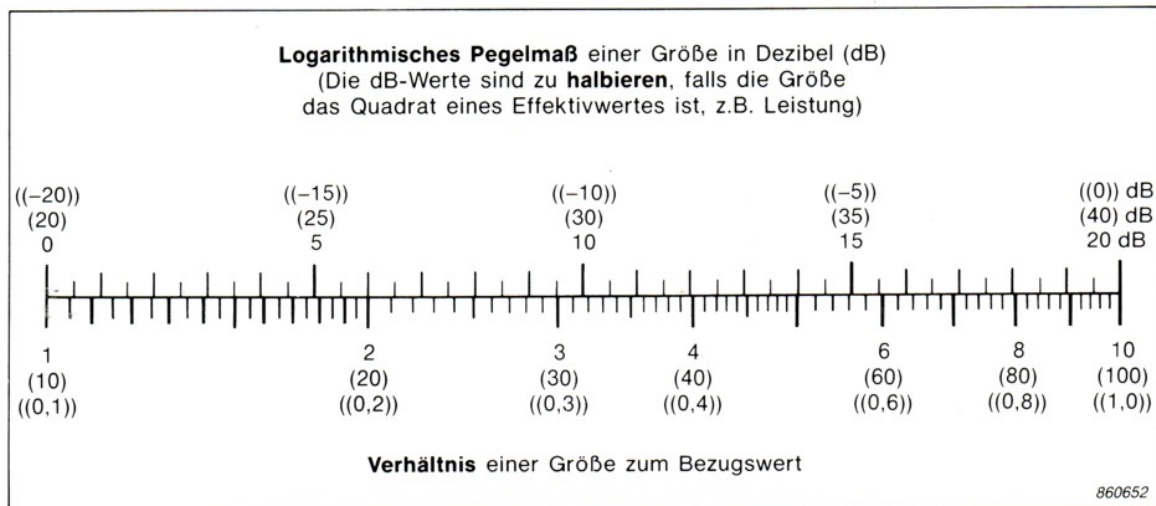 Logarithmisches Pegelmaß einer Größe in Dezibel (dB)
(Die dB-Werte sind zu halbieren, falls die Größe
das Quadrat eines Effektivwertes ist, z.B. Leistung)
((−20)) ((−15)) ((−10)) ((−5)) ((0)) dB
(20) (25) (30) (35) (40) dB
0 5 10 15 20 dB
1 2 3 4 6 8 10
(10) (20) (30) (40) (60) (80) (100)
((0,1)) ((0,2)) ((0,3)) ((0,4)) ((0,6)) ((0,8)) ((1,0))
Verhältnis einer Größe zum Bezugswert
860652